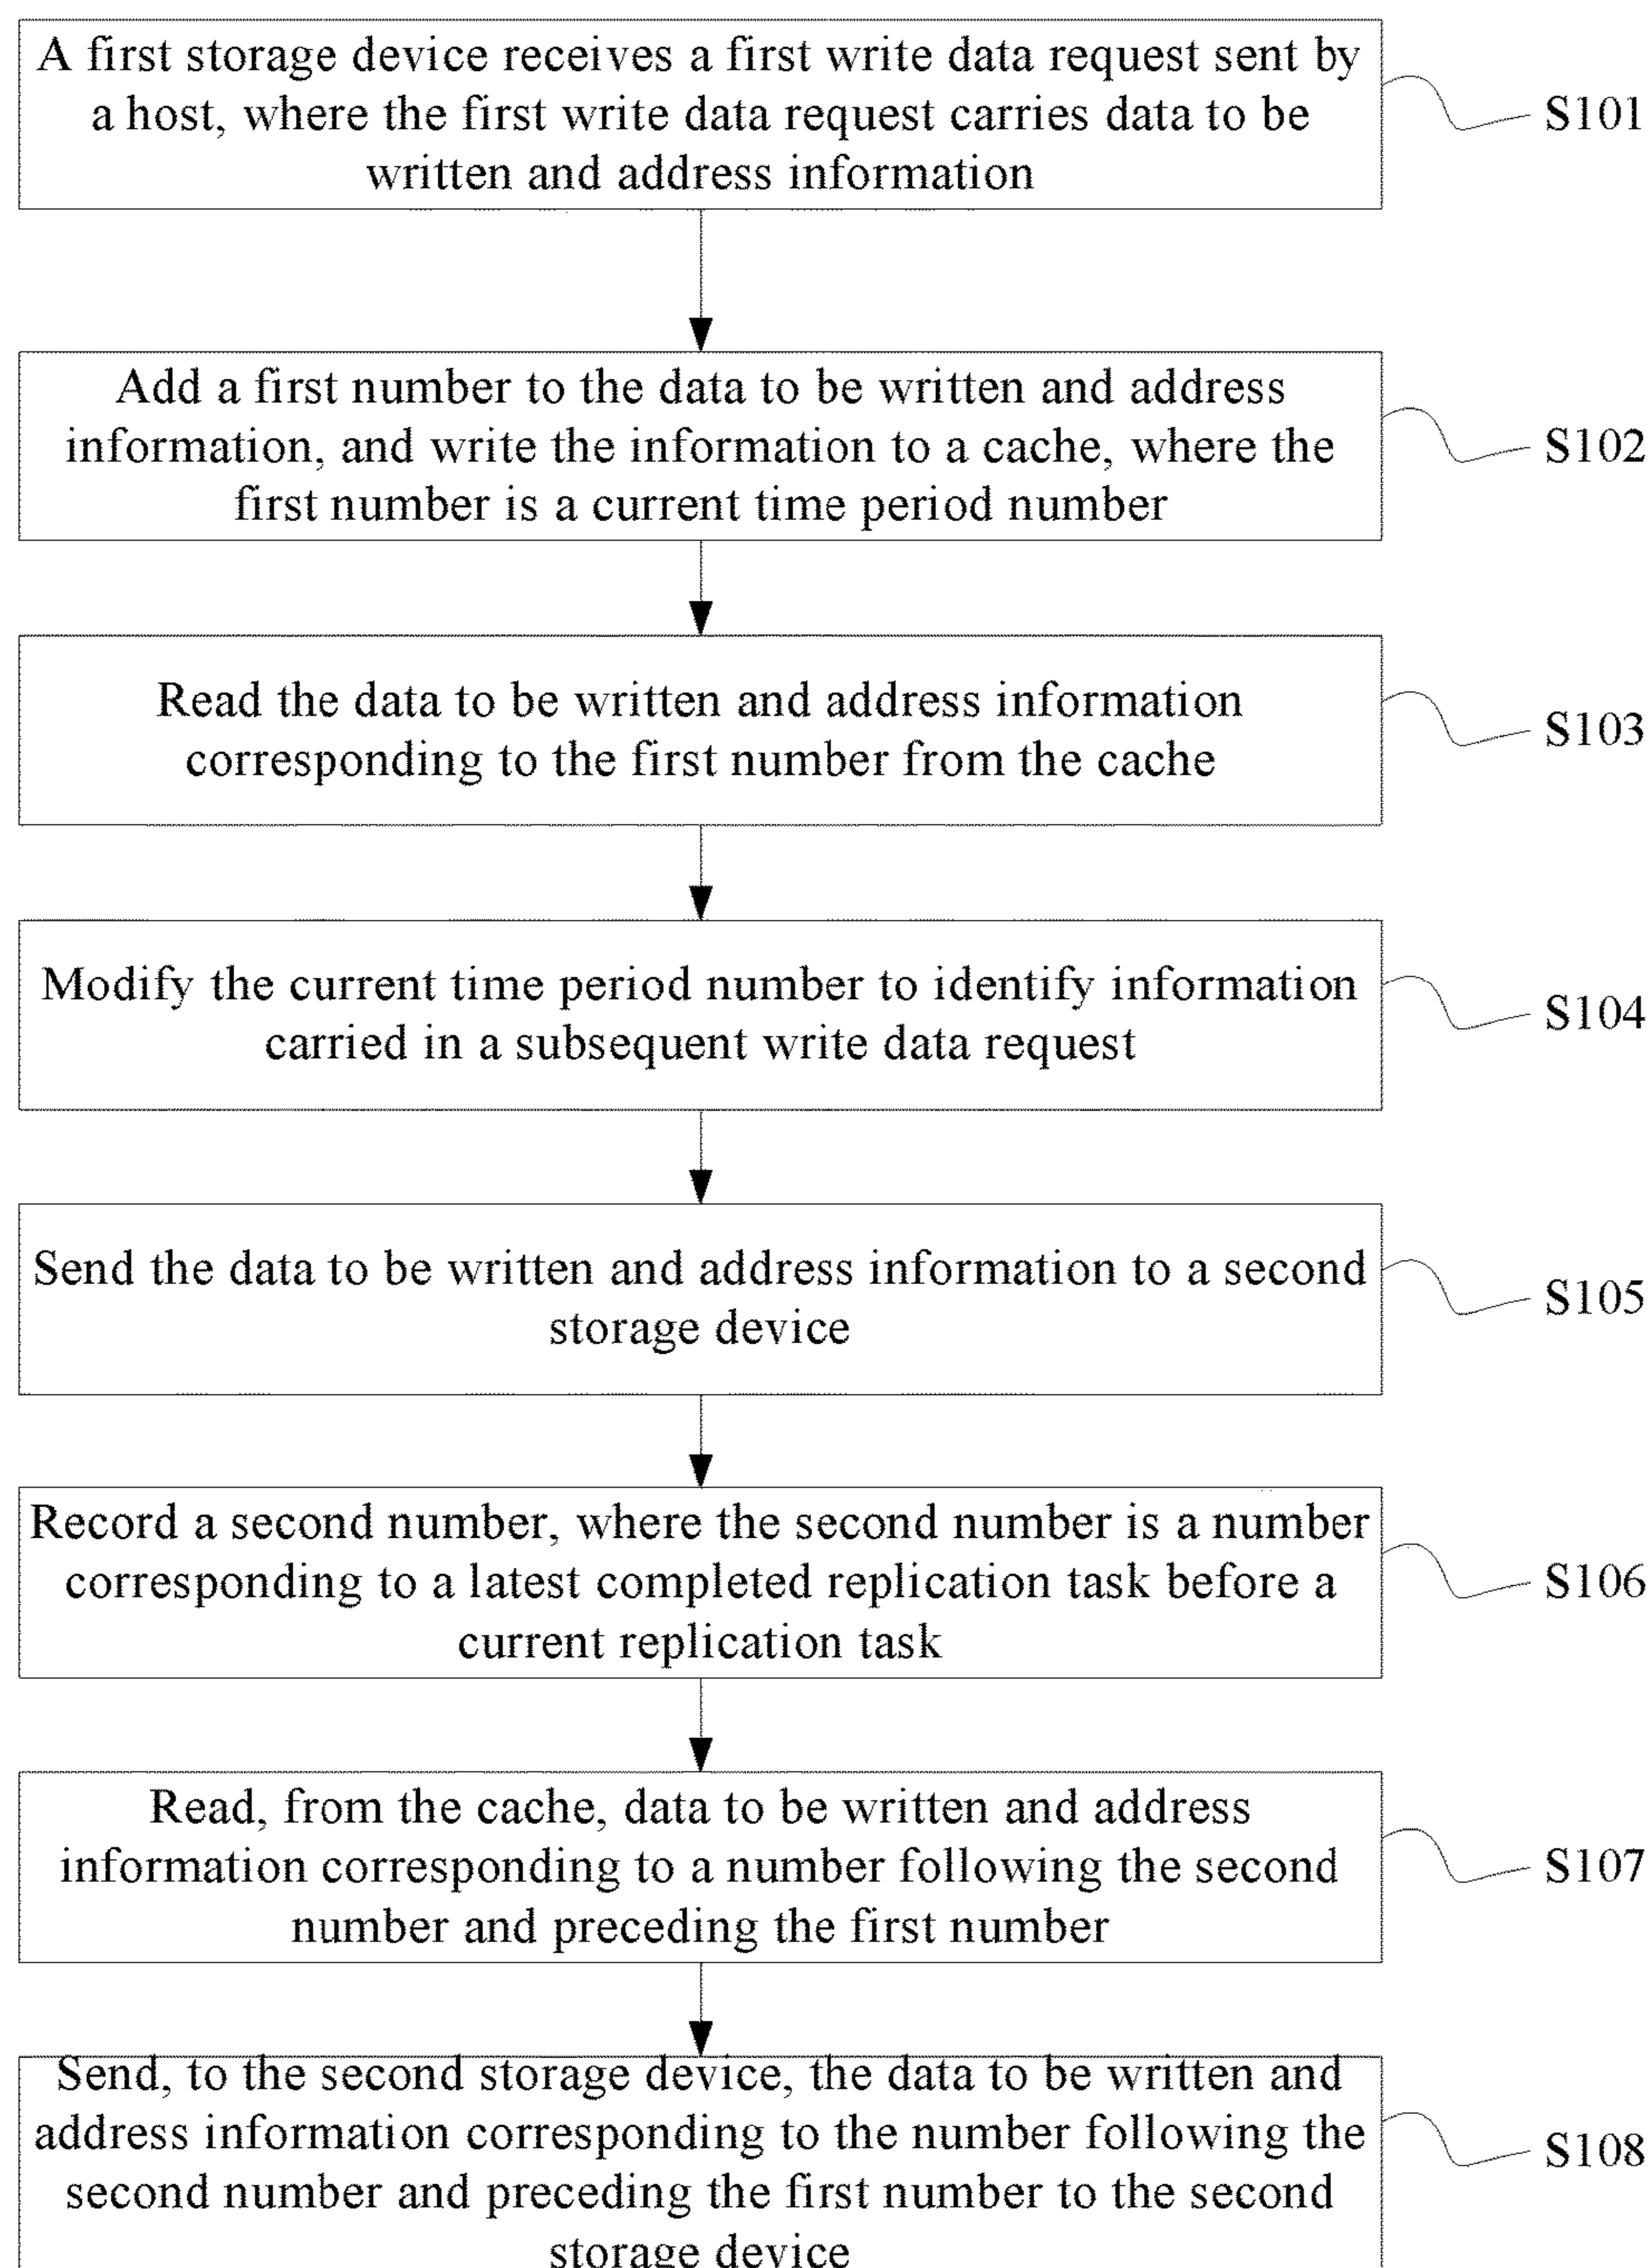 A first storage device receives a first write data request sent by
a host, where the first write data request carries data to be
written and address information
S101
Add a first number to the data to be written and address
information, and write the information to a cache, where the
first number is a current time period number
S102
Read the data to be written and address information
corresponding to the first number from the cache
S103
Modify the current time period number to identify information
carried in a subsequent write data request
S104
Send the data to be written and address information to a second
storage device
S105
Record a second number, where the second number is a number
corresponding to a latest completed replication task before a
current replication task
S106
Read, from the cache, data to be written and address
information corresponding to a number following the second
number and preceding the first number
S107
Send, to the second storage device, the data to be written and
address information corresponding to the number following the
second number and preceding the first number to the second
storage device
S108